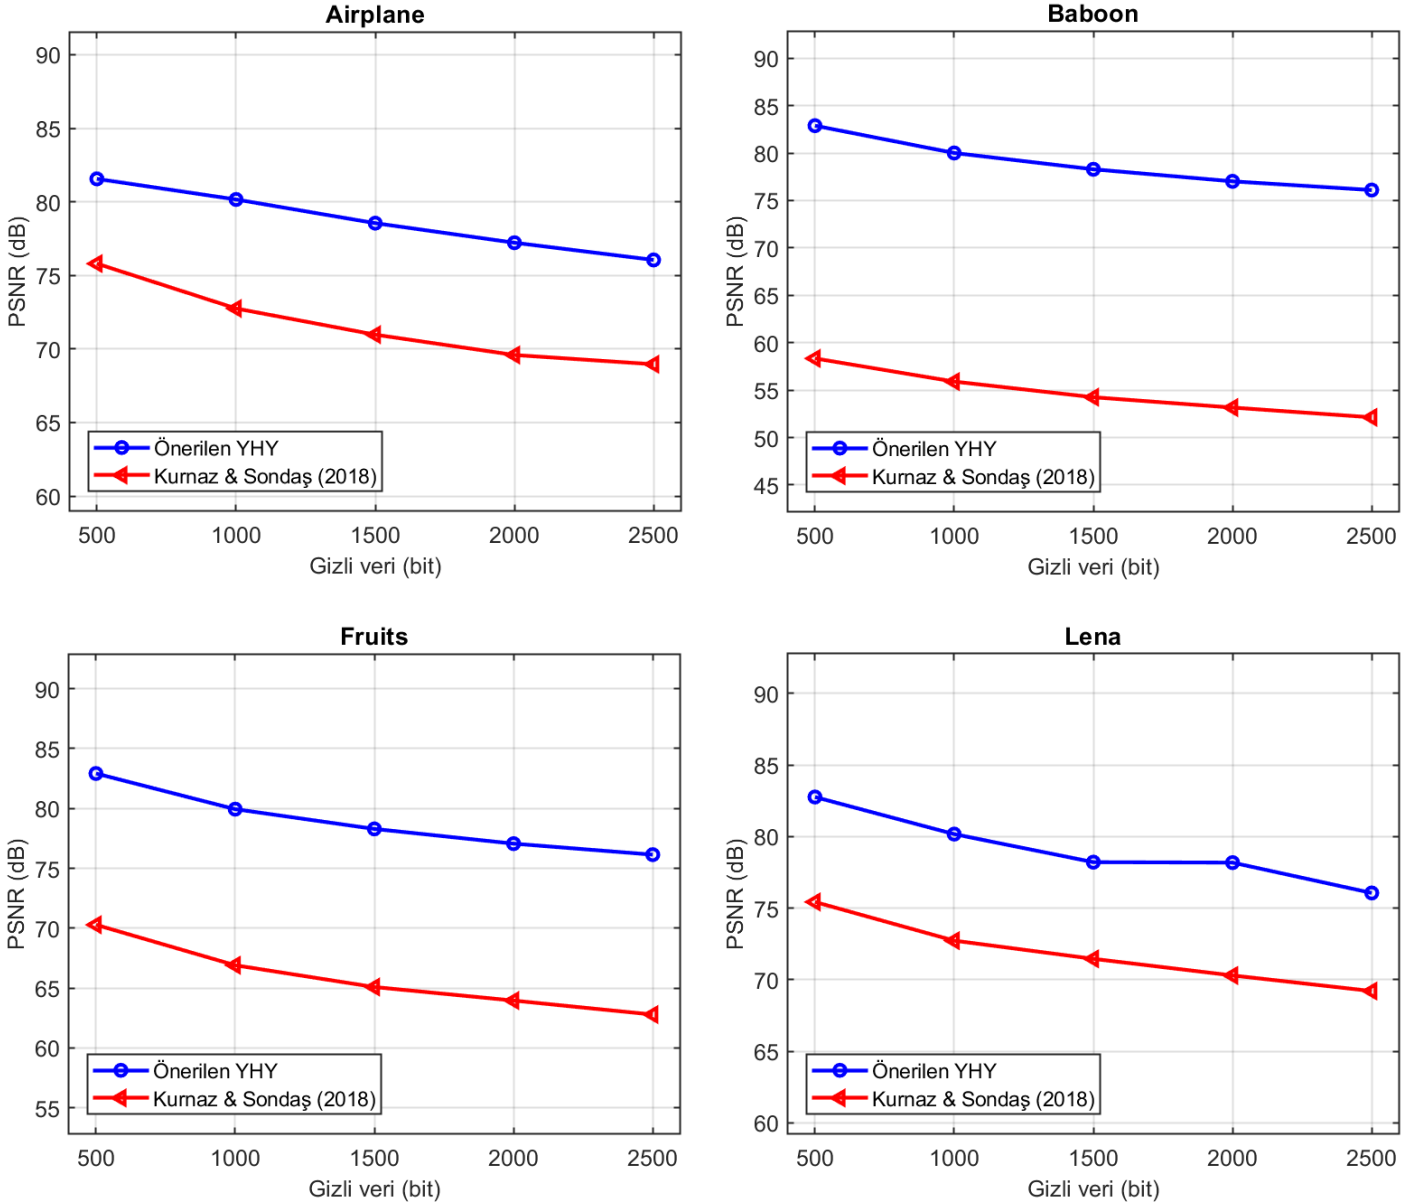 Airplane
90
85
80
75
70
65
60
PSNR (dB)
Önerilen YHY
Kurnaz & Sondaş (2018)
500 1000 1500 2000 2500
Gizli veri (bit)
Baboon
90
85
80
75
70
65
60
55
50
45
PSNR (dB)
Önerilen YHY
Kurnaz & Sondaş (2018)
500 1000 1500 2000 2500
Gizli veri (bit)
Fruits
90
85
80
75
70
65
60
55
PSNR (dB)
Önerilen YHY
Kurnaz & Sondaş (2018)
500 1000 1500 2000 2500
Gizli veri (bit)
Lena
90
85
80
75
70
65
60
PSNR (dB)
Önerilen YHY
Kurnaz & Sondaş (2018)
500 1000 1500 2000 2500
Gizli veri (bit)